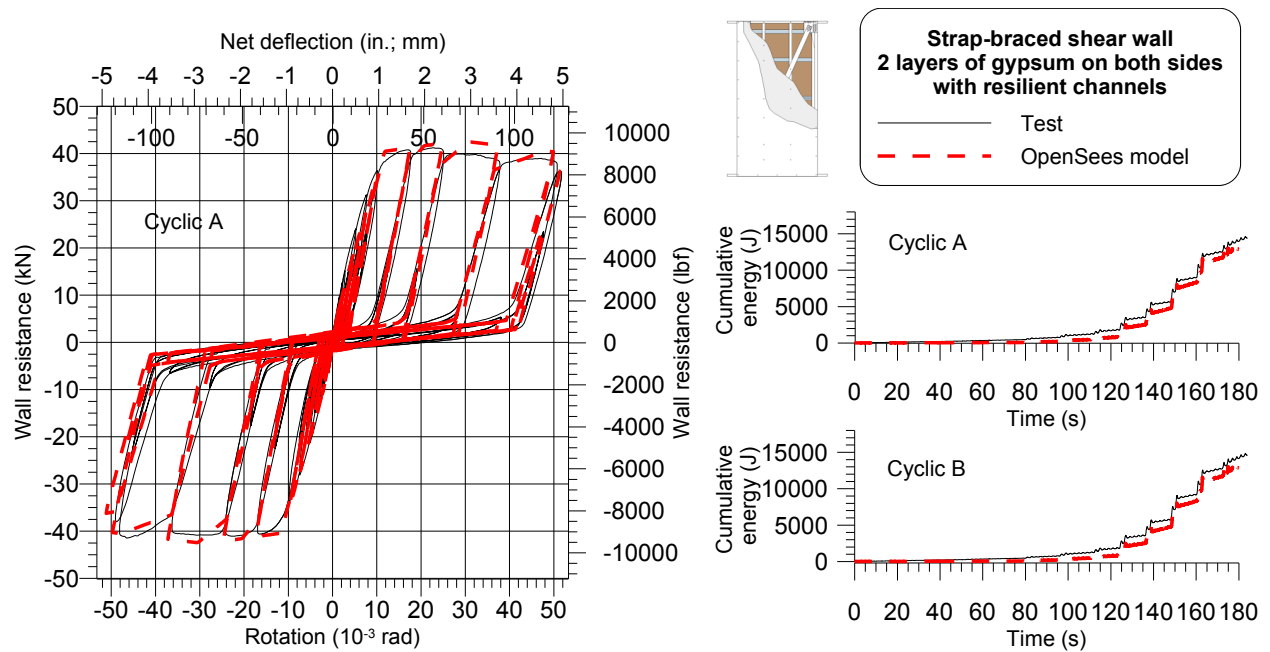 Net deflection (in.; mm)
-5 -4 -3 -2 -1 0 1 2 3 4 5
-100 -50 0 50 100
50
40
30
20
10
0
-10
-20
-30
-40
-50
Wall resistance (kN)
Cyclic A
10000
8000
6000
4000
2000
0
-2000
-4000
-6000
-8000
-10000
Wall resistance (lbf)
-50 -40 -30 -20 -10 0 10 20 30 40 50
Rotation (10-3 rad)
Strap-braced shear wall
2 layers of gypsum on both sides
with resilient channels
Test
OpenSees model
Cumulative
energy (J)
15000
10000
5000
0
Cyclic A
0 20 40 60 80 100 120 140 160 180
Time (s)
Cumulative
energy (J)
15000
10000
5000
0
Cyclic B
0 20 40 60 80 100 120 140 160 180
Time (s)